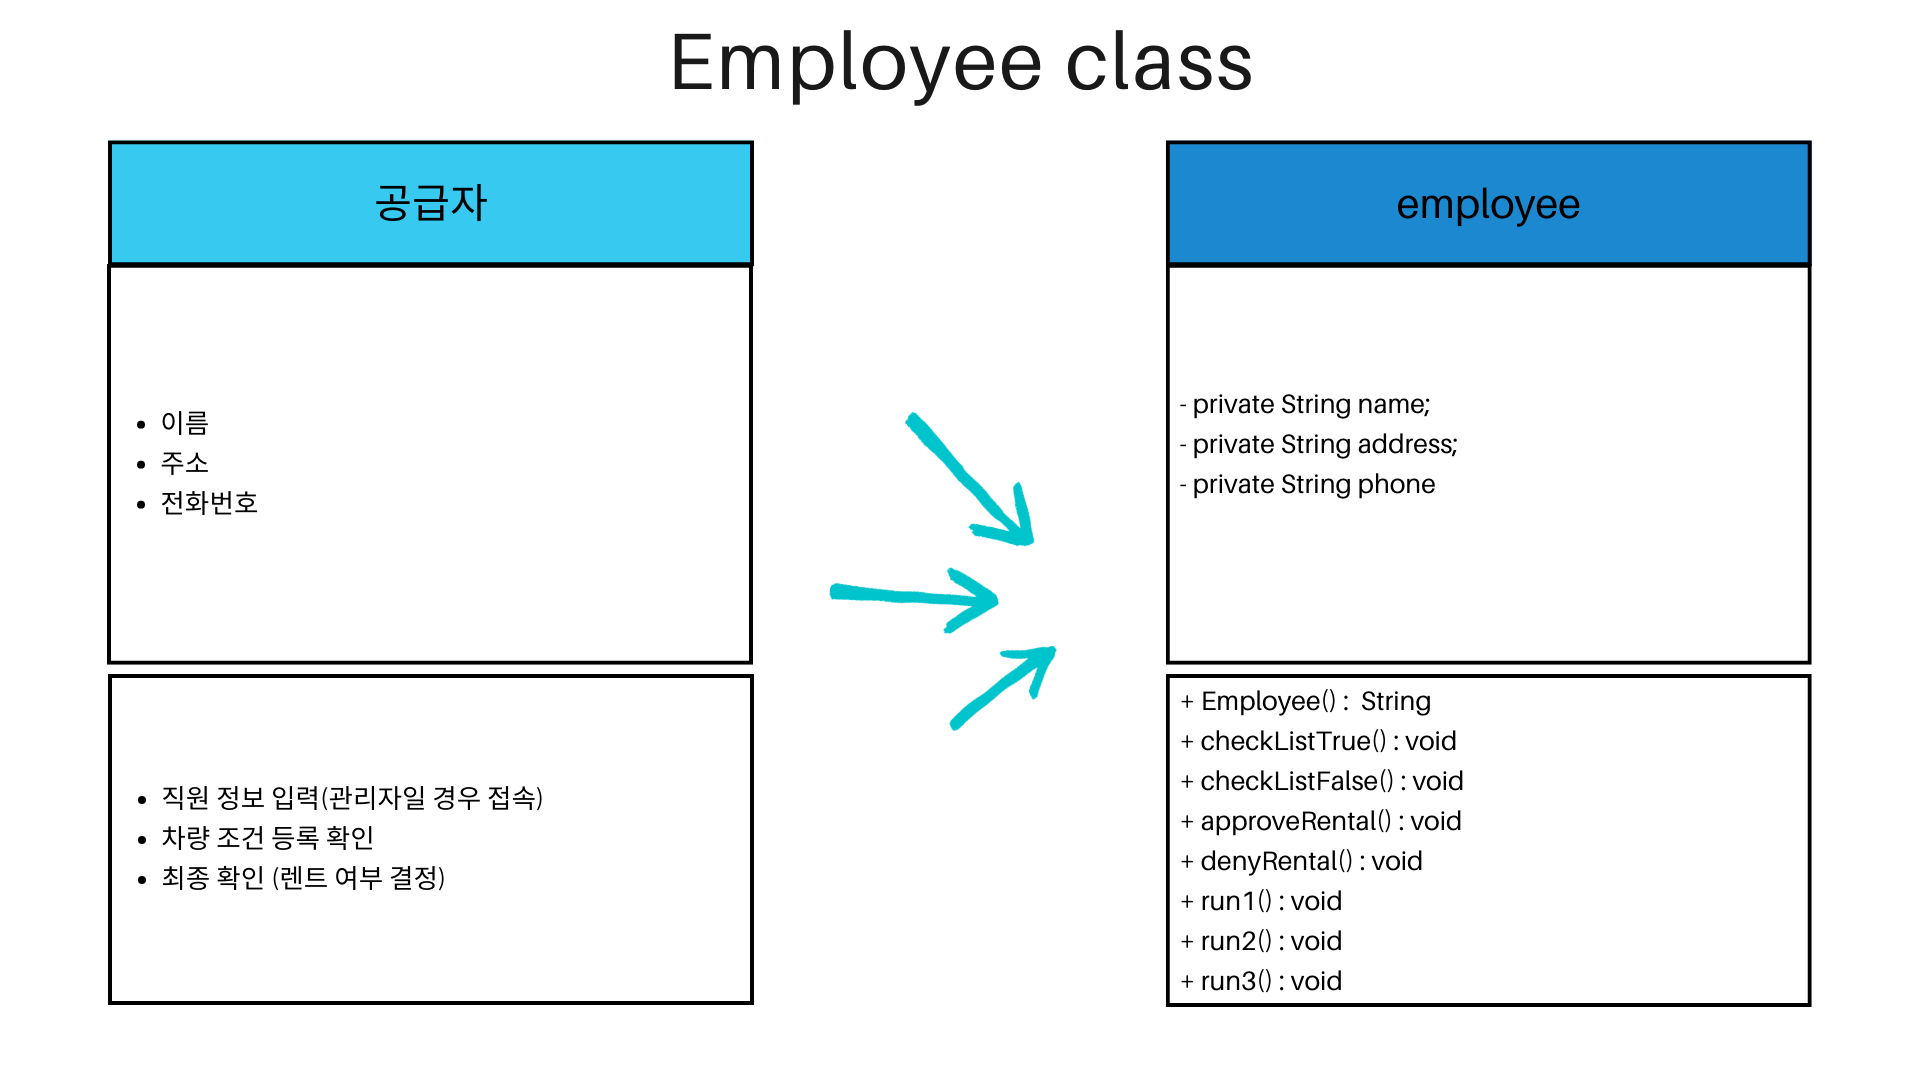 Employee class
공급자
• 이름
• 주소
• 전화번호
• 직원 정보 입력(관리자일 경우 접속)
• 차량 조건 등록 확인
• 최종 확인 (렌트 여부 결정)
employee
- private String name;
- private String address;
- private String phone
+ Employee() :  String
+ checkListTrue() : void
+ checkListFalse() : void
+ approveRental() : void
+ denyRental() : void
+ run1() : void
+ run2() : void
+ run3() : void